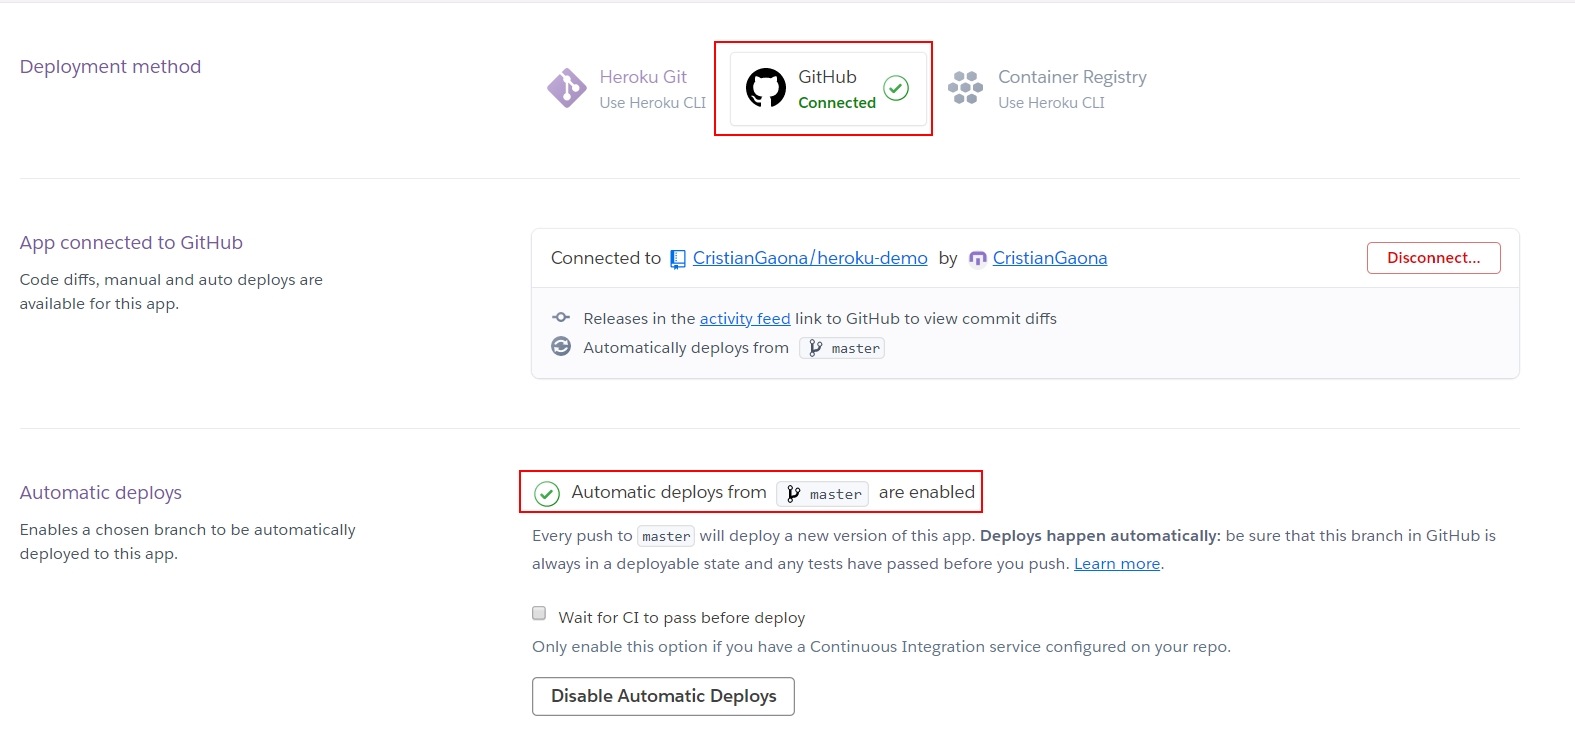 Deployment method
Heroku Git
Use Heroku CLI
GitHub
Connected
Container Registry
Use Heroku CLI
App connected to GitHub
Code diffs, manual and auto deploys are
available for this app.
Connected to CristianGaona/heroku-demo by CristianGaona
Disconnect...
Releases in the activity feed link to GitHub to view commit diffs
Automatically deploys from master
Automatic deploys
Enables a chosen branch to be automatically
deployed to this app.
Automatic deploys from master are enabled
Every push to master will deploy a new version of this app. Deploys happen automatically: be sure that this branch in GitHub is
always in a deployable state and any tests have passed before you push. Learn more.
Wait for CI to pass before deploy
Only enable this option if you have a Continuous Integration service configured on your repo.
Disable Automatic Deploys